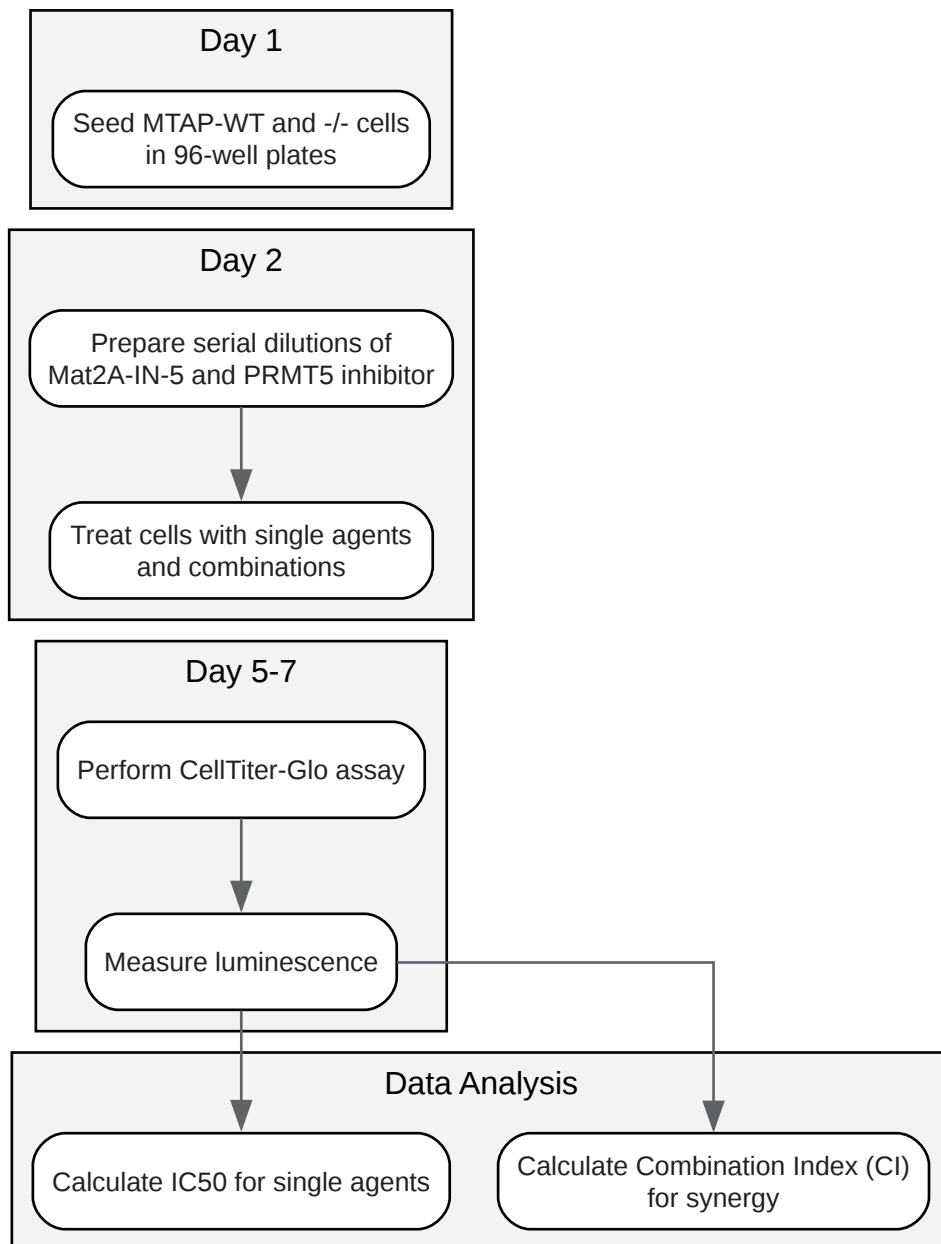 Day 1
Seed MTAP-WT and -/- cells
in 96-well plates
Day 2
Prepare serial dilutions of
Mat2A-IN-5 and PRMT5 inhibitor
Treat cells with single agents
and combinations
Day 5-7
Perform CellTiter-Glo assay
Measure luminescence
Data Analysis
Calculate IC50 for single agents
Calculate Combination Index (CI)
for synergy